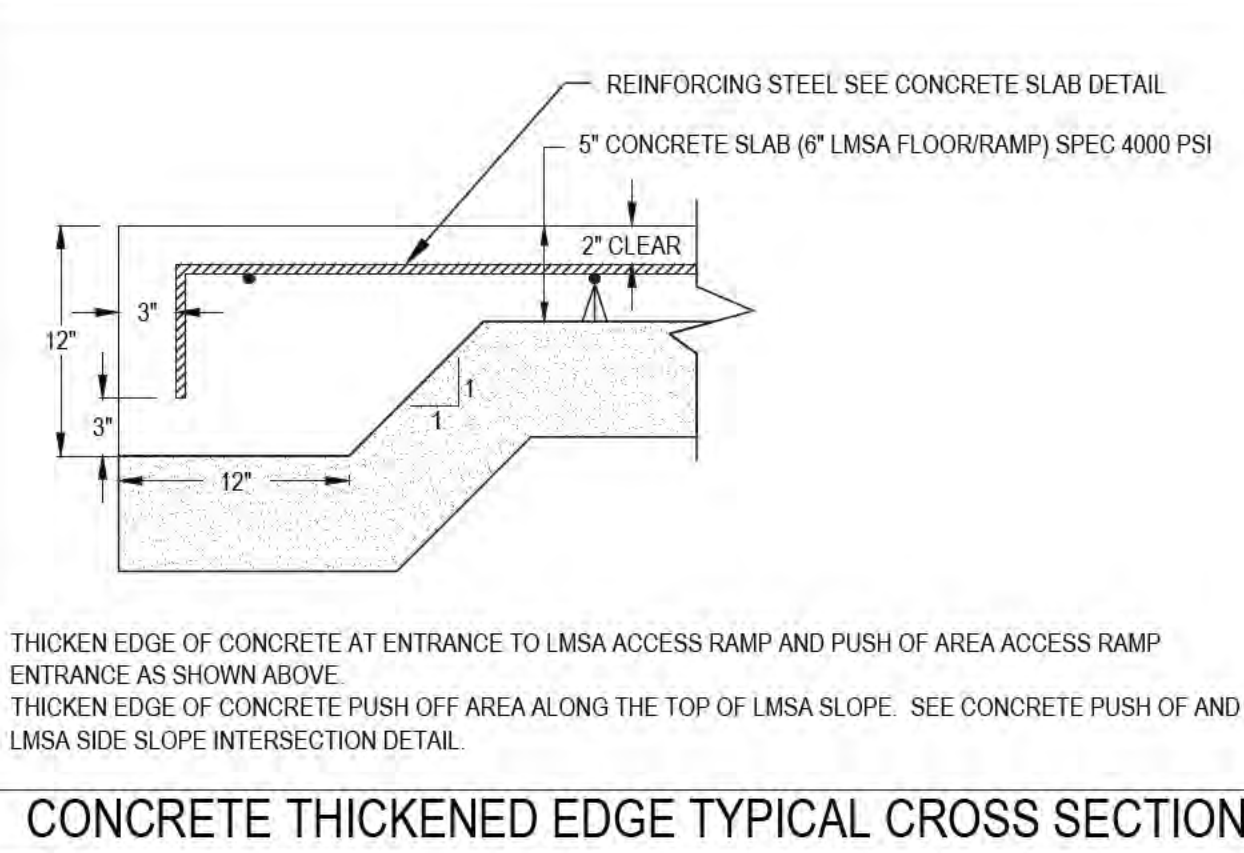 REINFORCING STEEL SEE CONCRETE SLAB DETAIL
5" CONCRETE SLAB (6" LMSA FLOOR/RAMP) SPEC 4000 PSI
2" CLEAR
3"
12"
1
1
3"
12"
THICKEN EDGE OF CONCRETE AT ENTRANCE TO LMSA ACCESS RAMP AND PUSH OF AREA ACCESS RAMP
ENTRANCE AS SHOWN ABOVE.
THICKEN EDGE OF CONCRETE PUSH OFF AREA ALONG THE TOP OF LMSA SLOPE. SEE CONCRETE PUSH OF AND
LMSA SIDE SLOPE INTERSECTION DETAIL.
CONCRETE THICKENED EDGE TYPICAL CROSS SECTION